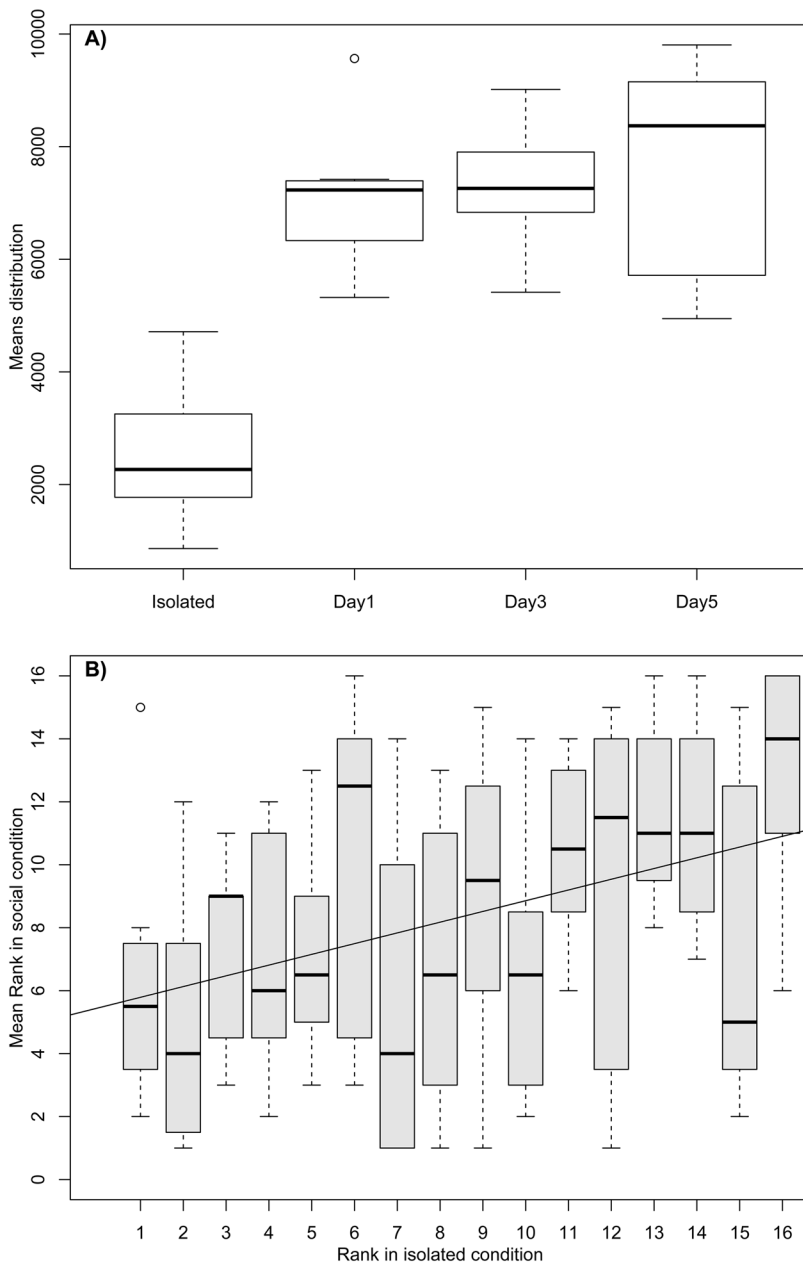 A)
Means distribution
10000
8000
6000
4000
2000
Isolated Day1 Day3 Day5
B)
Mean Rank in social condition
16
14
12
10
8
6
4
2
0
1 2 3 4 5 6 7 8 9 10 11 12 13 14 15 16
Rank in isolated condition